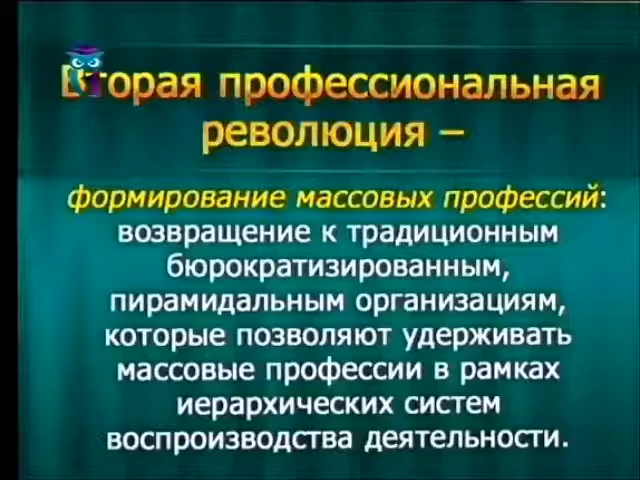 Вторая профессиональная
революция –
формирование массовых профессий:
возвращение к традиционным
бюрократизированным,
пирамидальным организациям,
которые позволяют удерживать
массовые профессии в рамках
иерархических систем
воспроизводства деятельности.